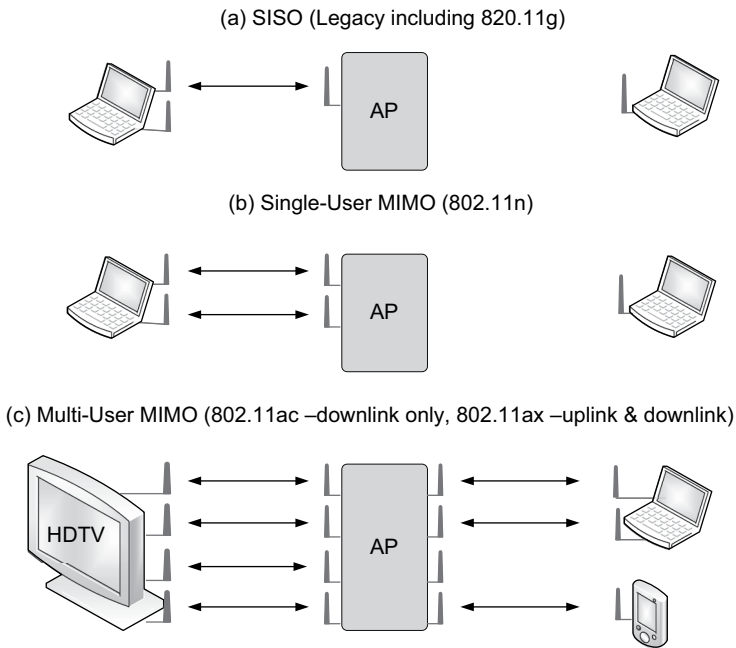 (a) SISO (Legacy including 820.11g)
AP
(b) Single-User MIMO (802.11n)
AP
(c) Multi-User MIMO (802.11ac –downlink only, 802.11ax –uplink & downlink)
HDTV
AP